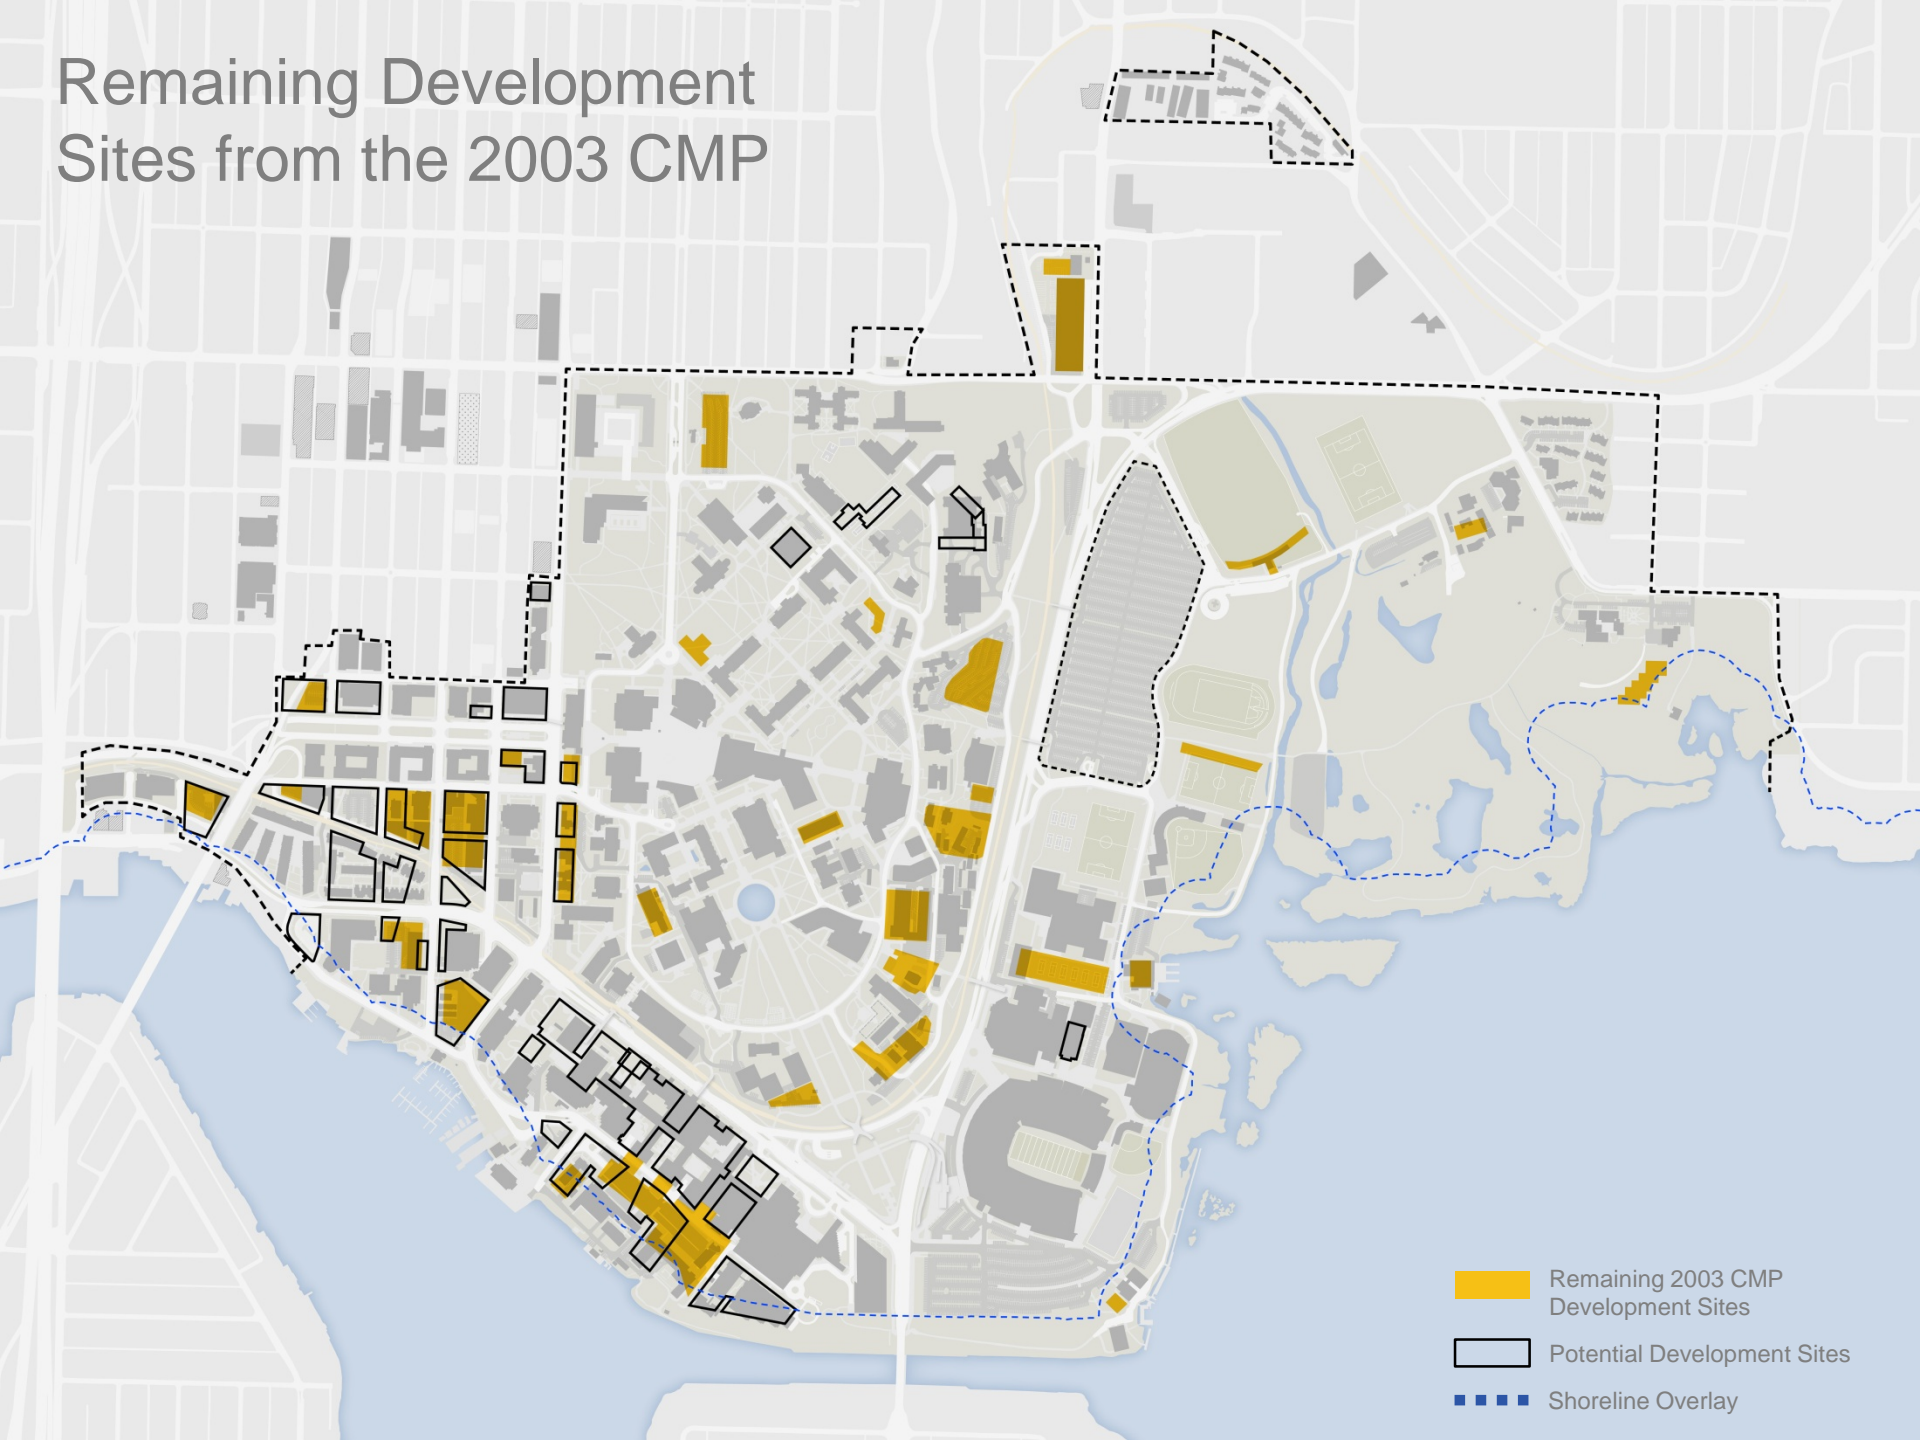 Remaining Development
Sites from the 2003 CMP
Remaining 2003 CMP
Development Sites
Potential Development Sites
Shoreline Overlay